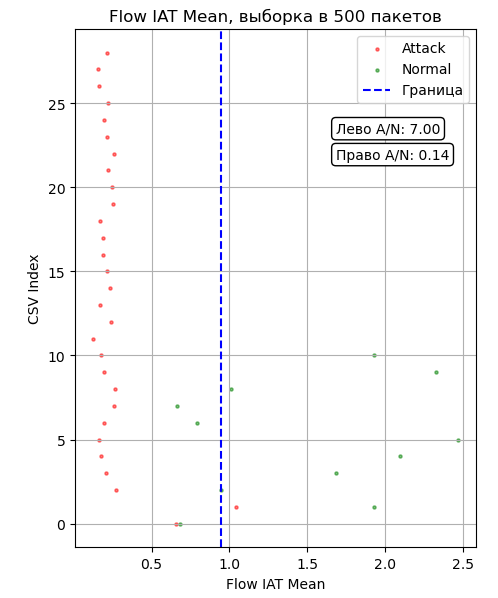 Flow IAT Mean, выборка в 500 пакетов
Attack
Normal
Граница
Лево A/N: 7.00
Право A/N: 0.14
CSV Index
25
20
15
10
5
0
0.5 1.0 1.5 2.0 2.5
Flow IAT Mean